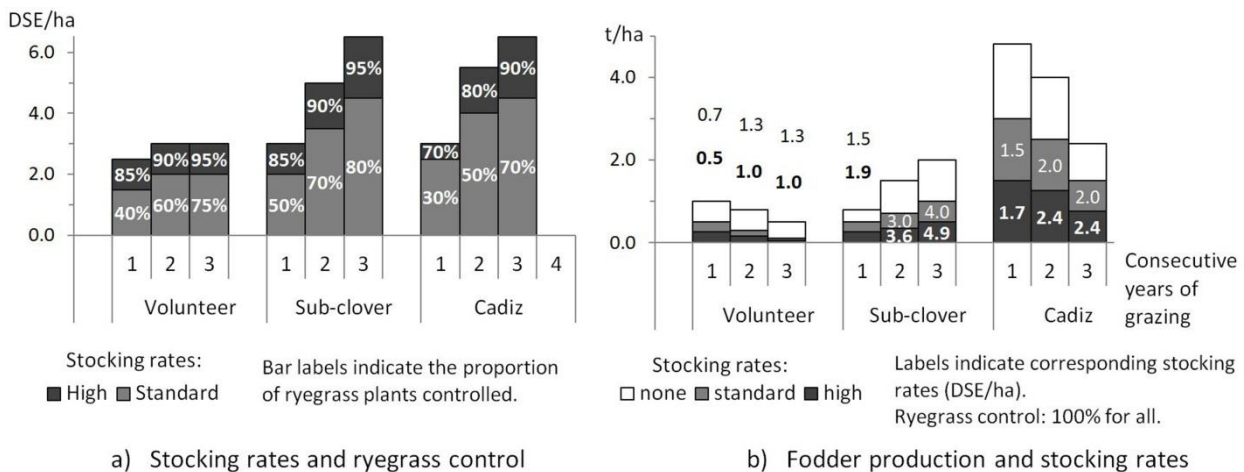 DSE/ha
6.0
4.0
2.0
0.0
85% 90% 95%
40% 60% 75%
85% 90% 95%
50% 70% 80%
70% 80% 90%
30% 50% 70%
1 2 3 1 2 3 1 2 3 4
Volunteer Sub-clover Cadiz
Stocking rates:
High Standard
Bar labels indicate the proportion
of ryegrass plants controlled.
a) Stocking rates and ryegrass control
t/ha
4.0
2.0
0.0
0.7 1.3 1.3
0.5 1.0 1.0
1.5
1.9
3.0 4.0
3.6 4.9
1.5 2.0 2.0
1.7 2.4 2.4
1 2 3 1 2 3 1 2 3
Volunteer Sub-clover Cadiz
Consecutive
years of
grazing
Stocking rates:
none standard high
Labels indicate corresponding stocking
rates (DSE/ha).
Ryegrass control: 100% for all.
b) Fodder production and stocking rates